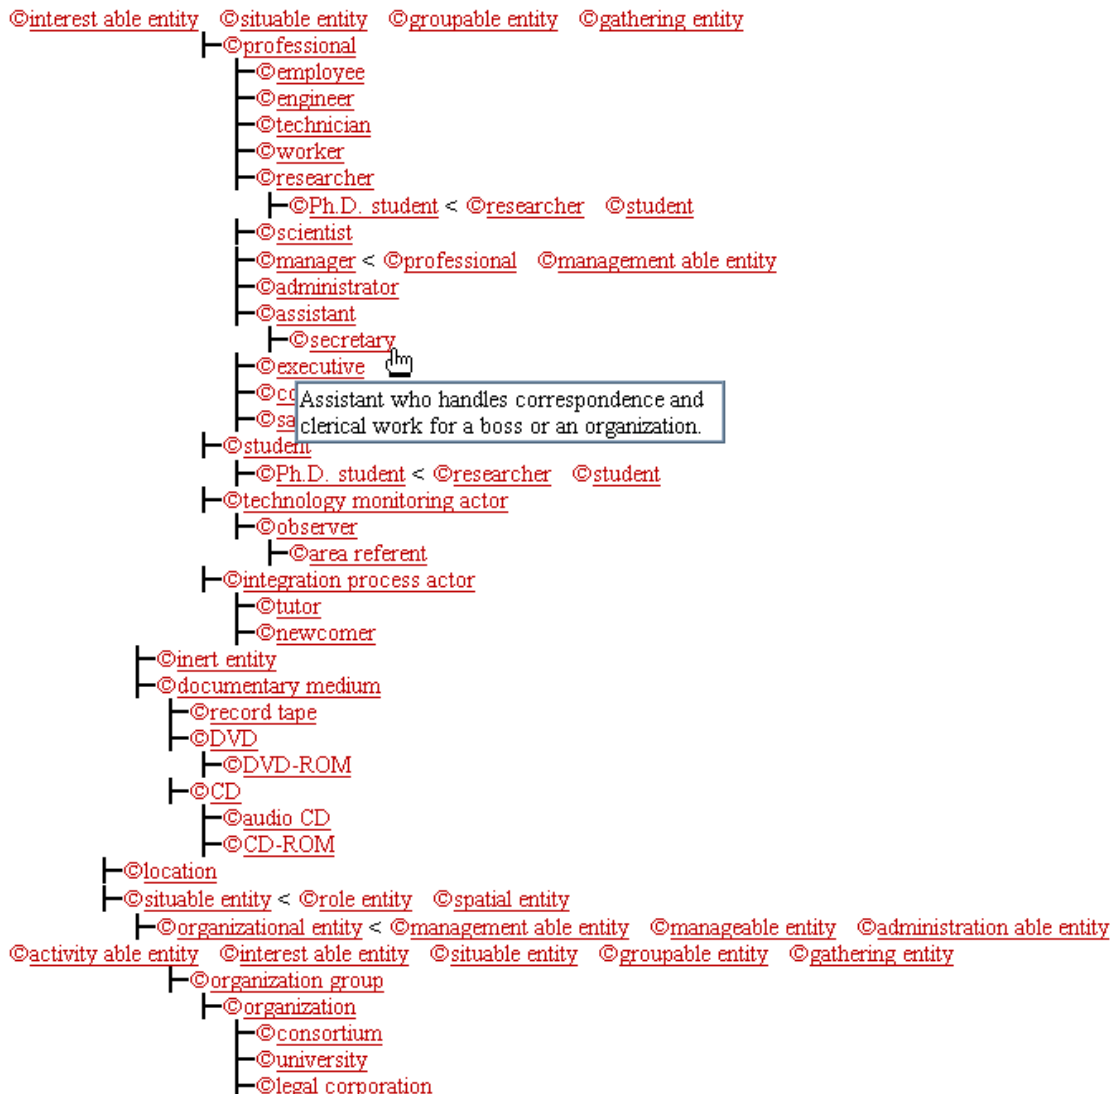 ©interest able entity ©situable entity ©groupable entity ©gathering entity
©professional
©employee
©engineer
©technician
©worker
©researcher
©Ph.D. student < ©researcher ©student
©scientist
©manager < ©professional ©management able entity
©administrator
©assistant
©secretary
©executive
©co
©sa
Assistant who handles correspondence and
clerical work for a boss or an organization.
©student
©Ph.D. student < ©researcher ©student
©technology monitoring actor
©observer
©area referent
©integration process actor
©tutor
©newcomer
©inert entity
©documentary medium
©record tape
©DVD
©DVD-ROM
©CD
©audio CD
©CD-ROM
©location
©situable entity < ©role entity ©spatial entity
©organizational entity < ©management able entity ©manageable entity ©administration able entity
©activity able entity ©interest able entity ©situable entity ©groupable entity ©gathering entity
©organization group
©organization
©consortium
©university
©legal corporation